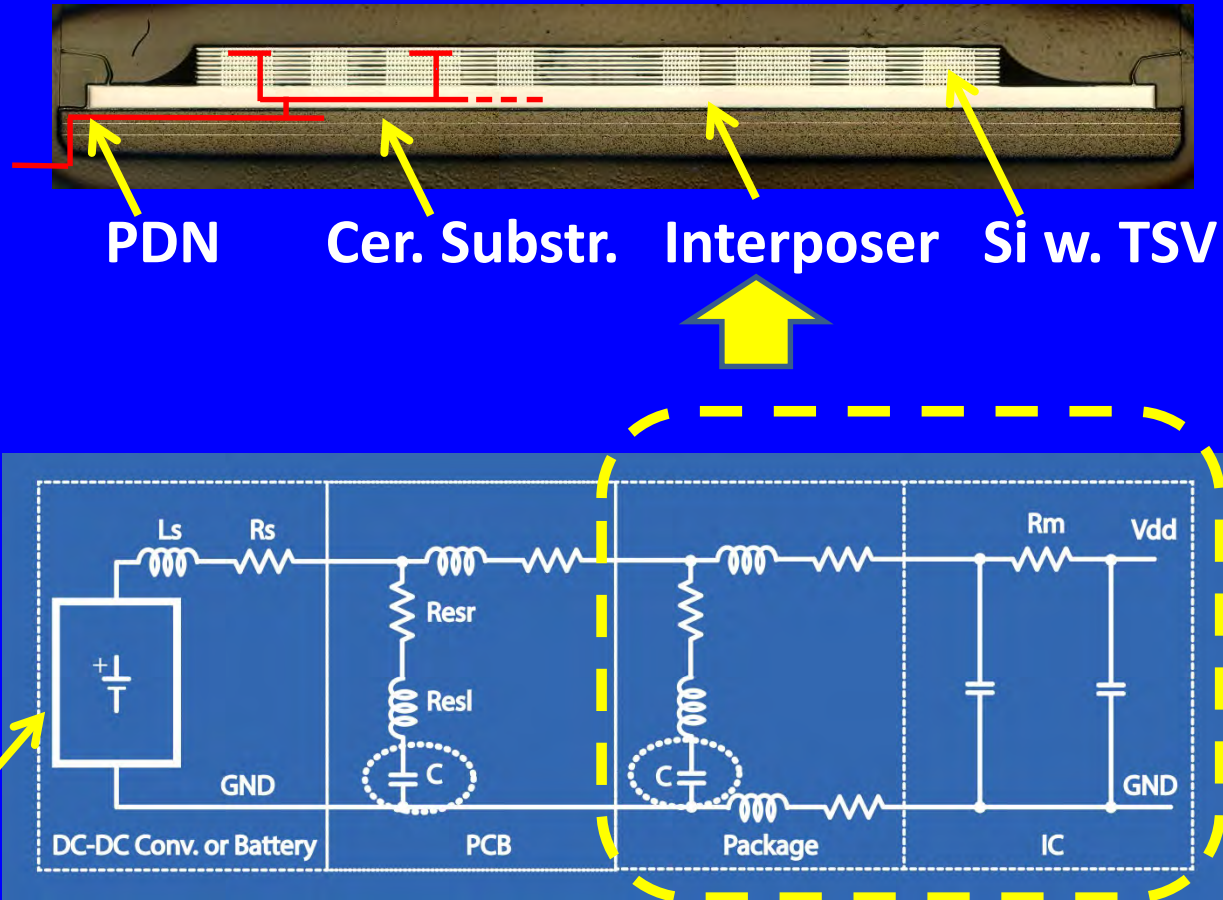 PDN Cer. Substr. Interposer Si w. TSV
Ls Rs Rm Vdd
Resr
Resl
+
C C
GND GND
DC-DC Conv. or Battery PCB Package IC